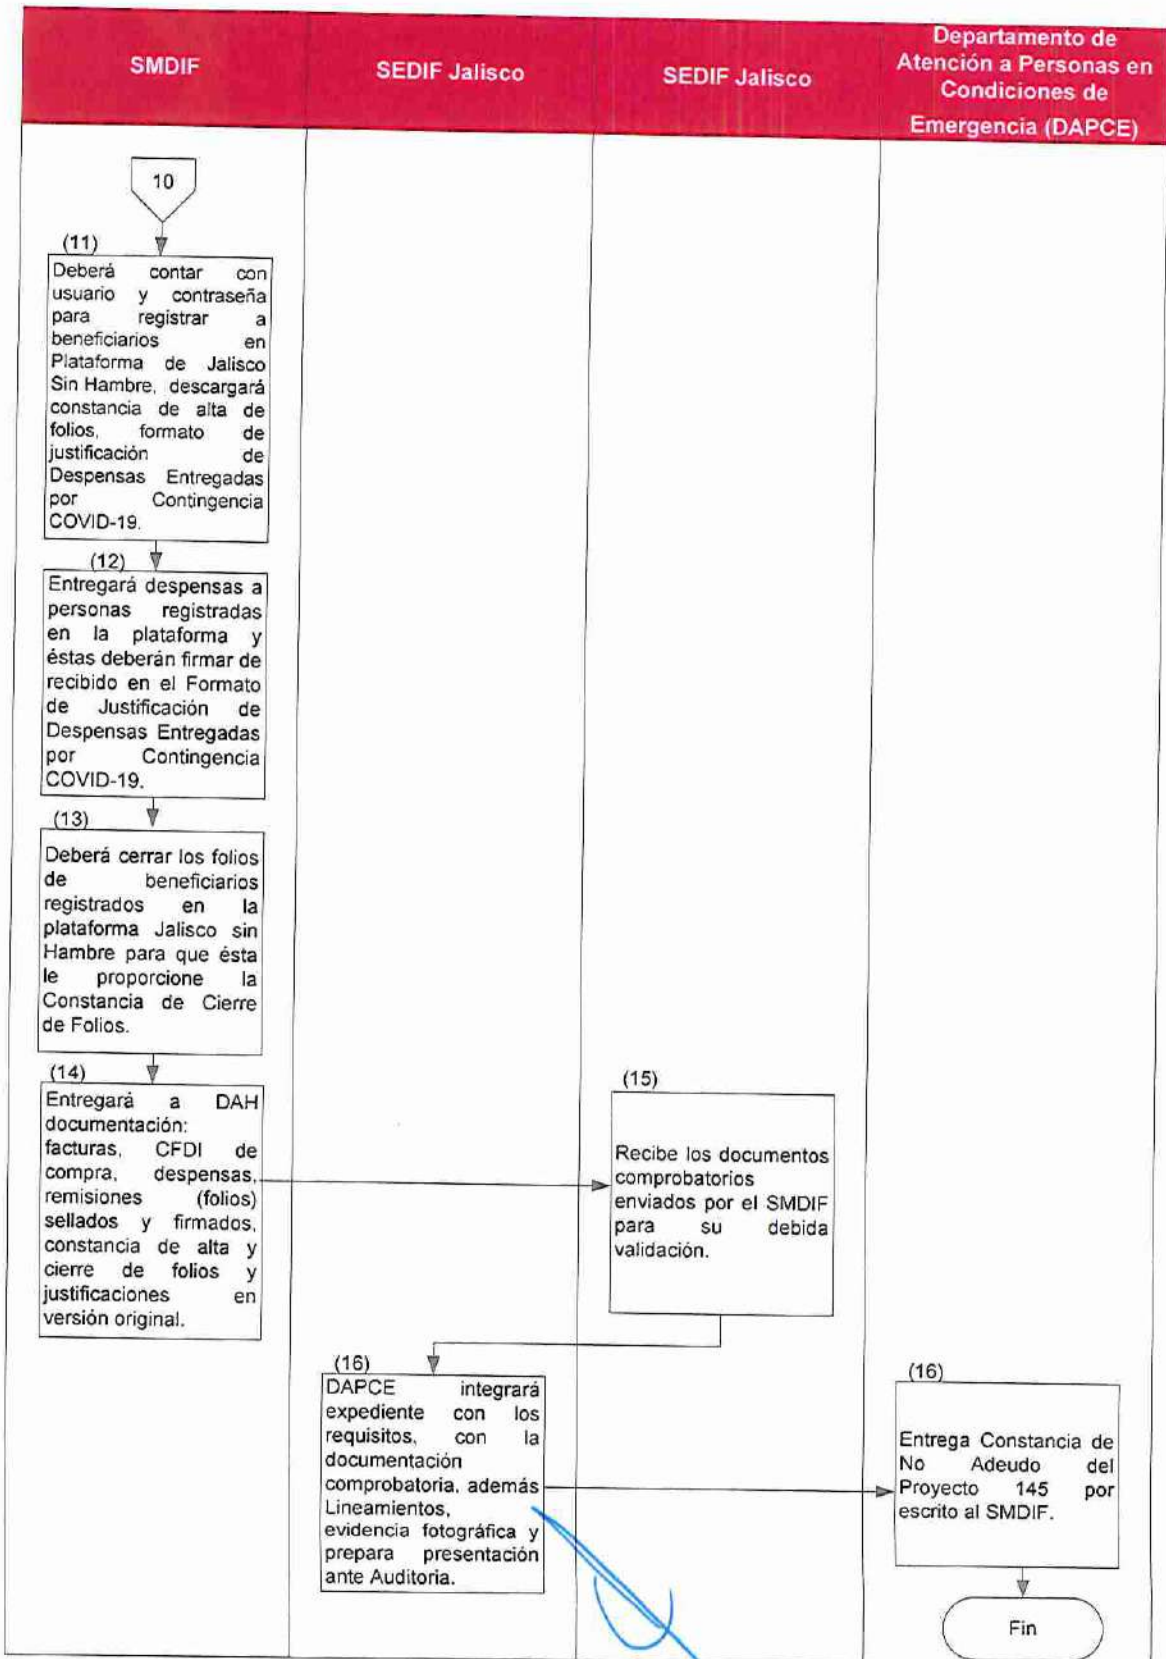 SMDIF
SEDIF Jalisco
SEDIF Jalisco
Departamento de
Atención a Personas en
Condiciones de
Emergencia (DAPCE)
10
(11)
Deberá contar con
usuario y contraseña
para registrar a
beneficiarios en
Plataforma de Jalisco
Sin Hambre, descargará
constancia de alta de
folios, formato de
justificación de
Despensas Entregadas
por Contingencia
COVID-19.
(12)
Entregará despensas a
personas registradas
en la plataforma y
éstas deberán firmar de
recibido en el Formato
de Justificación de
Despensas Entregadas
por Contingencia
COVID-19.
(13)
Deberá cerrar los folios
de beneficiarios
registrados en la
plataforma Jalisco sin
Hambre para que ésta
le proporcione la
Constancia de Cierre
de Folios.
(14)
Entregará a DAH
documentación:
facturas, CFDI de
compra, despensas,
remisiones (folios)
sellados y firmados,
constancia de alta y
cierre de folios y
justificaciones en
versión original.
(15)
Recibe los documentos
comprobatorios
enviados por el SMDIF
para su debida
validación.
(16)
DAPCE integrará
expediente con los
requisitos, con la
documentación
comprobatoria, además
Lineamientos,
evidencia fotográfica y
prepara presentación
ante Auditoria.
(16)
Entrega Constancia de
No Adeudo del
Proyecto 145 por
escrito al SMDIF.
Fin